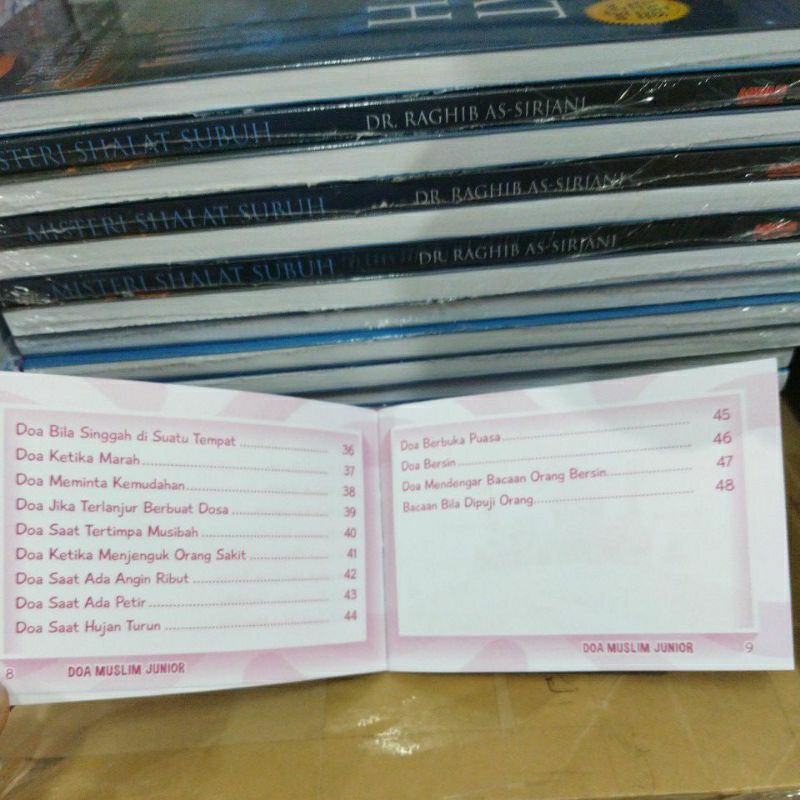 DR. RAGHIB AS-SIRJANI
MISTERI SHALAT SUBUH
DR. RAGHIB AS-SIRJANI
MISTERI SHALAT SUBUH
DR. RAGHIB AS-SIRJANI
Doa Bila Singgah di Suatu Tempat ........ 36
Doa Ketika Marah ........ 37
Doa Meminta Kemudahan ........ 38
Doa Jika Terlanjur Berbuat Dosa ........ 39
Doa Saat Tertimpa Musibah ........ 40
Doa Ketika Menjenguk Orang Sakit ........ 41
Doa Saat Ada Angin Ribut ........ 42
Doa Saat Ada Petir ........ 43
Doa Saat Hujan Turun ........ 44
8 DOA MUSLIM JUNIOR
Doa Berbuka Puasa ........ 45
Doa Bersin ........ 46
Doa Mendengar Bacaan Orang Bersin ........ 47
Bacaan Bila Dipuji Orang ........ 48
DOA MUSLIM JUNIOR 9